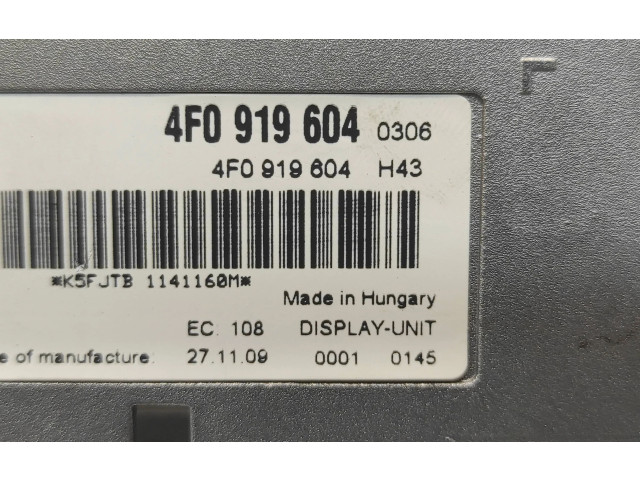 4F0 919 604 0306
4F0 919 604 H43
*K5FJTB 1141160M*
Made in Hungary
EC: 108 DISPLAY-UNIT
e of manufacture: 27.11.09 0001 0145